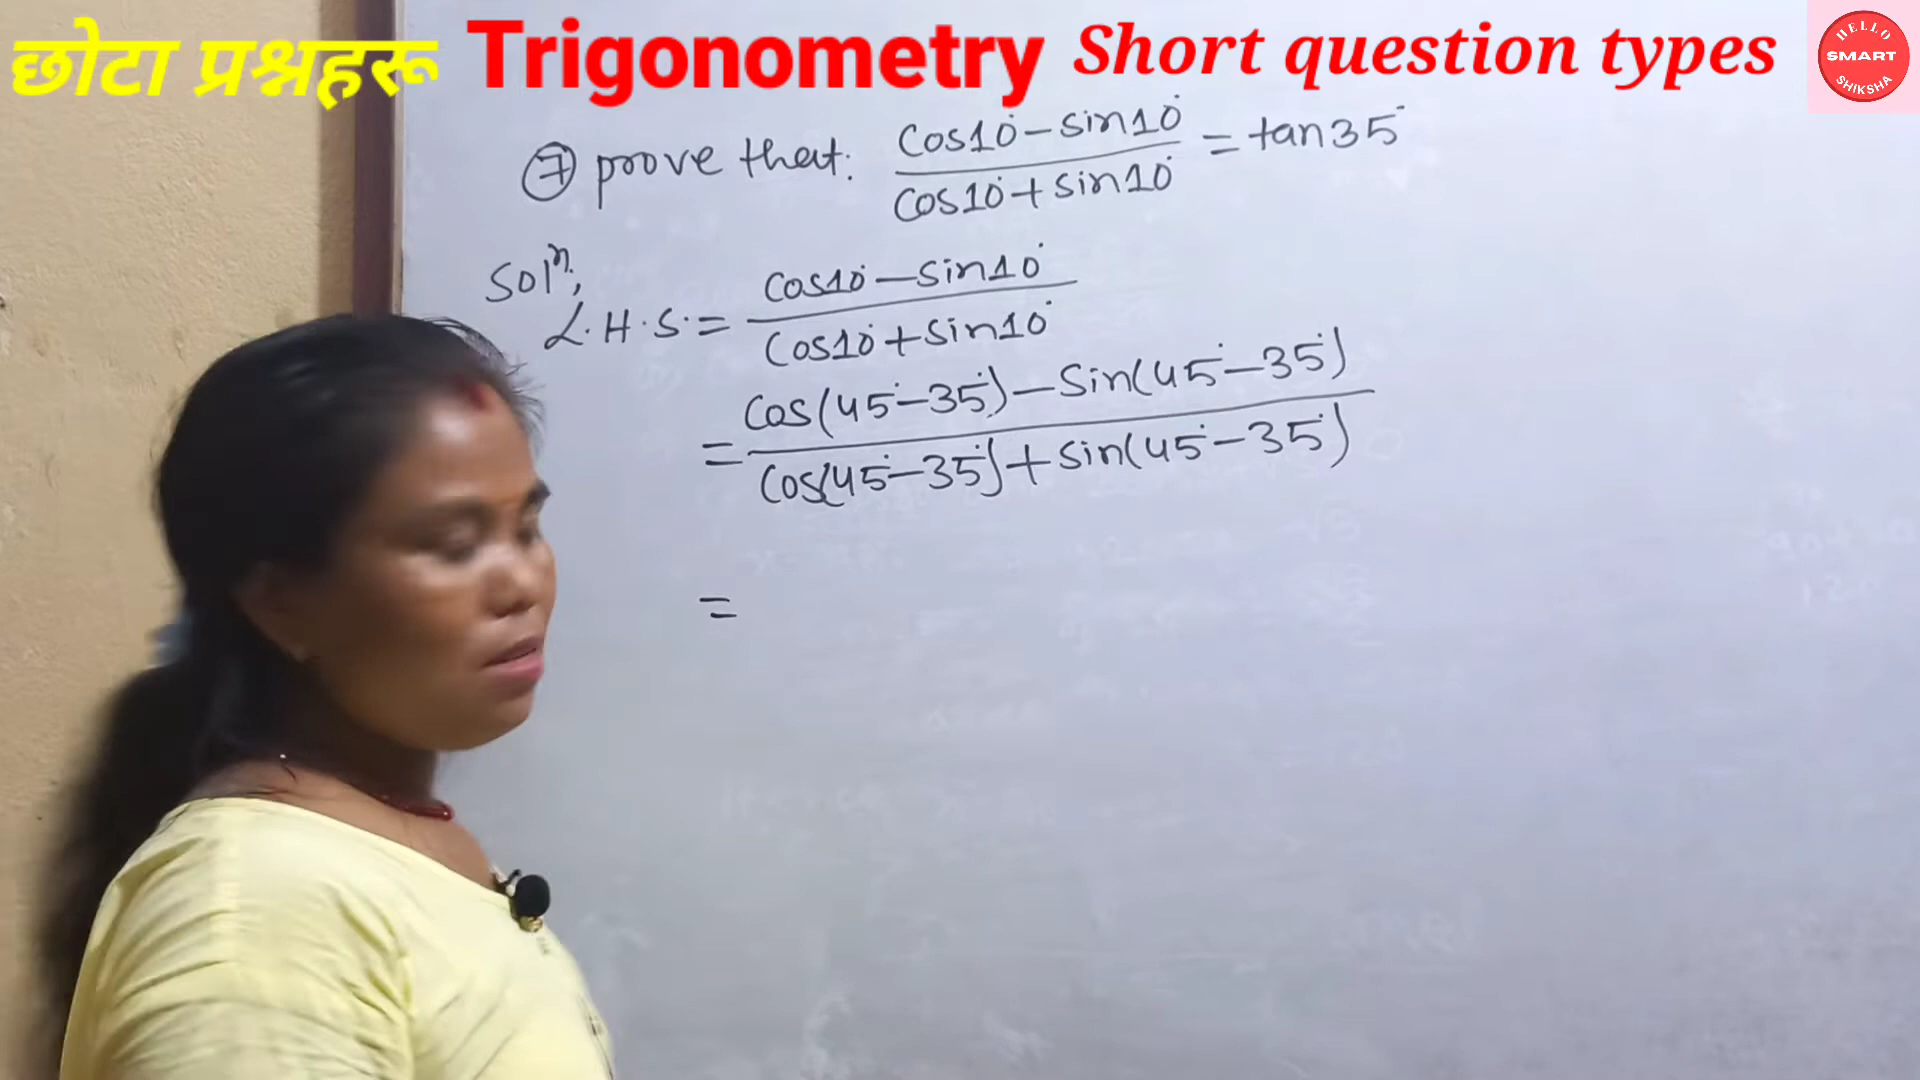 छोटा प्रश्नहरू Trigonometry Short question types
HELLO SMART SHIKSHA
⑦ prove that: (cos10° - sin10°)/(cos10° + sin10°) = tan35°
Solⁿ,
L.H.S. = (cos10° - sin10°)/(cos10° + sin10°)
= (cos(45° - 35°) - sin(45° - 35°))/(cos(45° - 35°) + sin(45° - 35°))
=